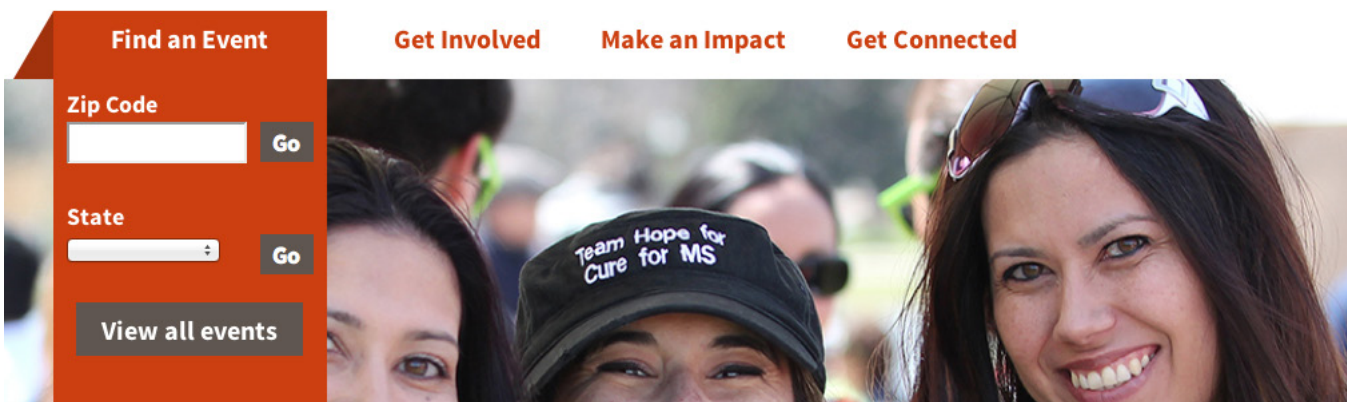 Find an Event
Get Involved
Make an Impact
Get Connected
Zip Code
Go
State
Go
View all events
Team Hope for
Cure for MS